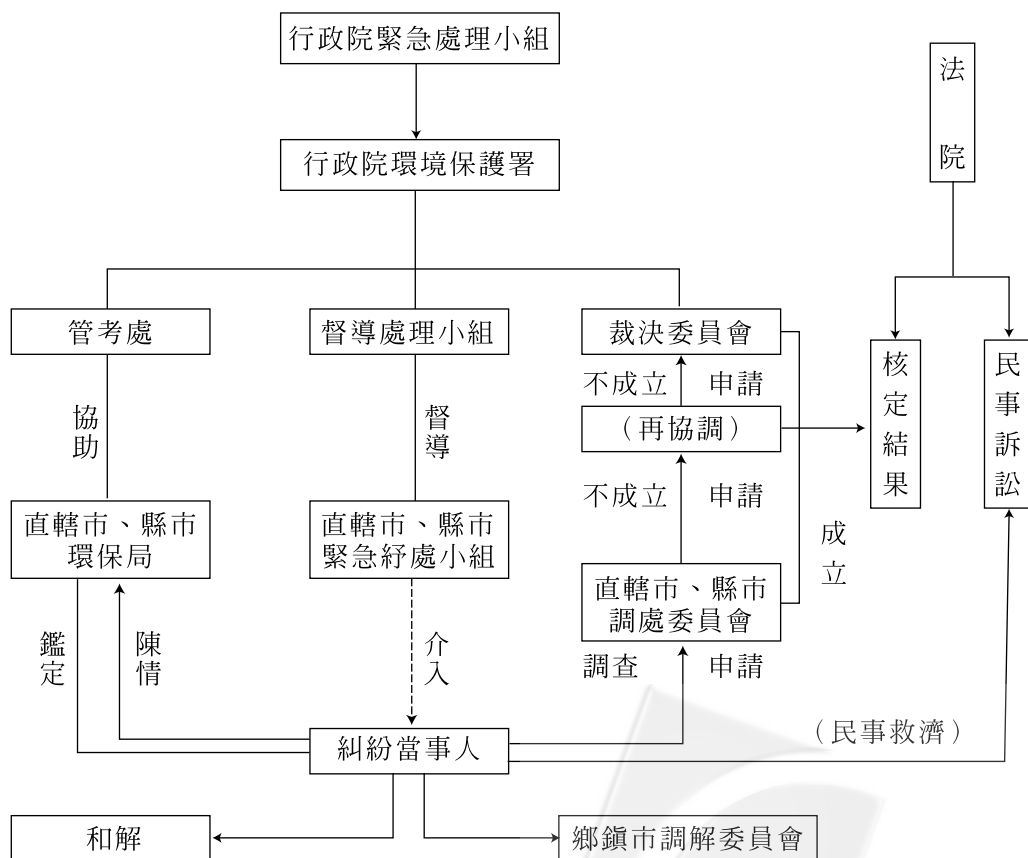 行政院緊急處理小組
法院
行政院環境保護署
管考處
督導處理小組
裁決委員會
核定結果
民事訴訟
不成立 申請
協助
督導
（再協調）
不成立 申請
直轄市、縣市
環保局
直轄市、縣市
緊急紓處小組
成立
直轄市、縣市
調處委員會
鑑定
陳情
介入
調查 申請
（民事救濟）
糾紛當事人
和解
鄉鎮市調解委員會